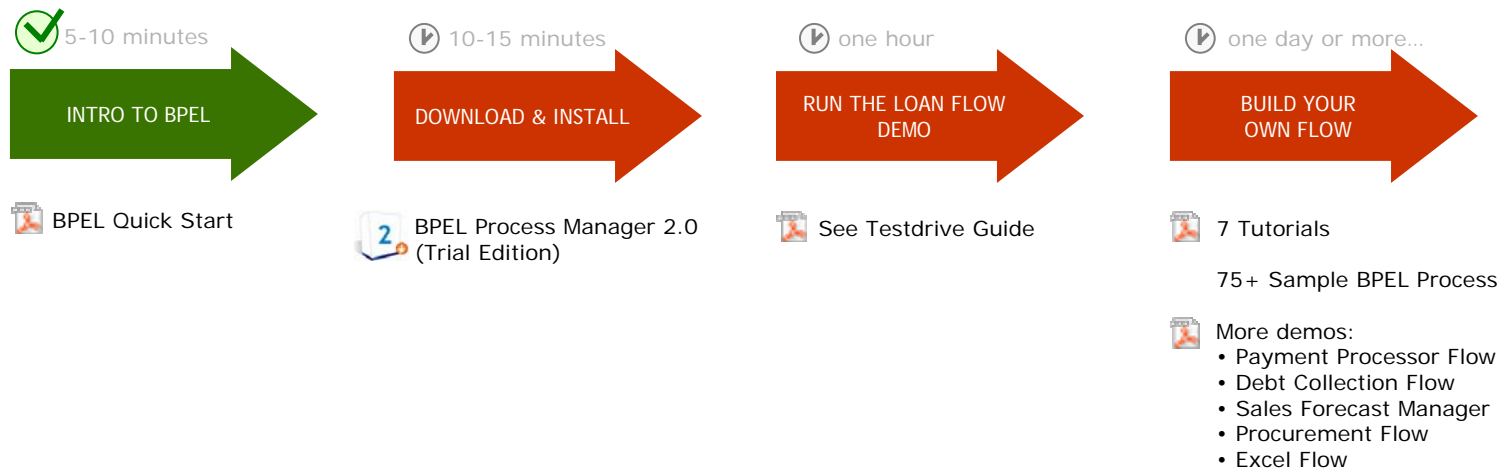 5-10 minutes
INTRO TO BPEL
BPEL Quick Start
10-15 minutes
DOWNLOAD & INSTALL
2
BPEL Process Manager 2.0
(Trial Edition)
one hour
RUN THE LOAN FLOW
DEMO
See Testdrive Guide
one day or more...
BUILD YOUR
OWN FLOW
7 Tutorials
75+ Sample BPEL Process
More demos:
• Payment Processor Flow
• Debt Collection Flow
• Sales Forecast Manager
• Procurement Flow
• Excel Flow